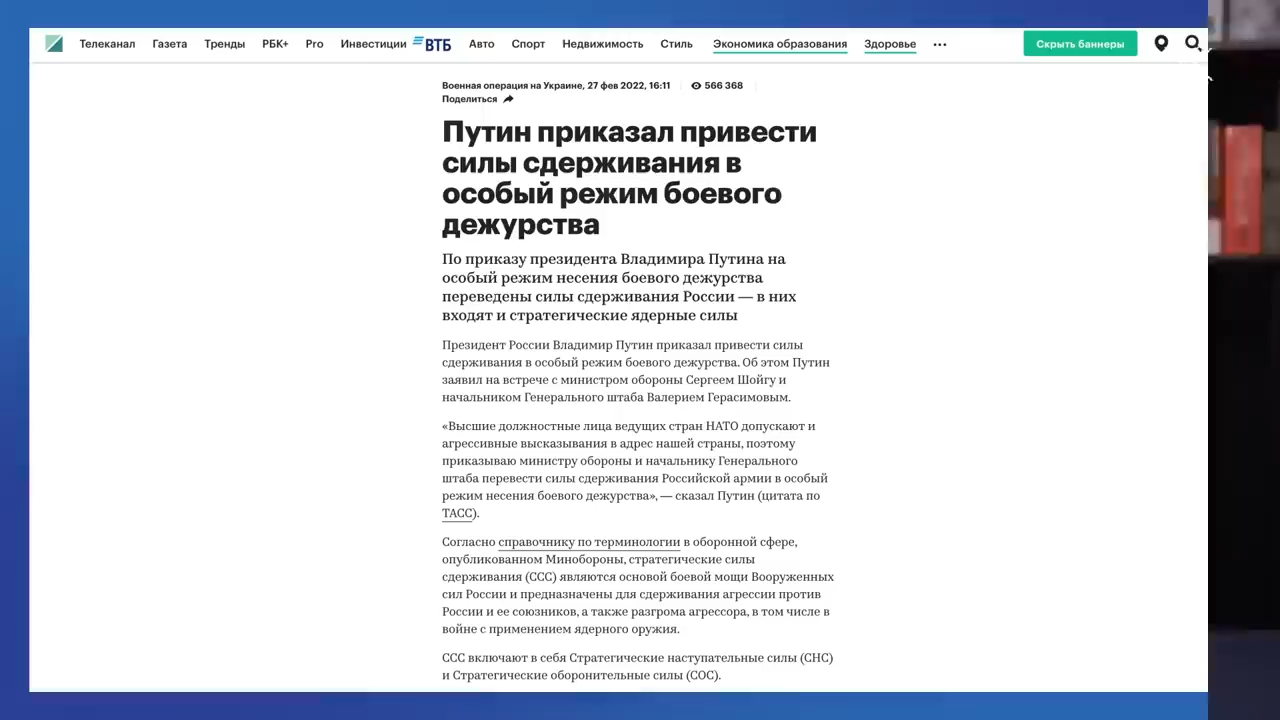 Телеканал Газета Тренды РБК+ Pro Инвестиции ВТБ Авто Спорт Недвижимость Стиль Экономика образования Здоровье ••• Скрыть баннеры
Военная операция на Украине, 27 фев 2022, 16:11 566 368
Поделиться
Путин приказал привести
силы сдерживания в
особый режим боевого
дежурства
По приказу президента Владимира Путина на
особый режим несения боевого дежурства
переведены силы сдерживания России — в них
входят и стратегические ядерные силы
Президент России Владимир Путин приказал привести силы
сдерживания в особый режим боевого дежурства. Об этом Путин
заявил на встрече с министром обороны Сергеем Шойгу и
начальником Генерального штаба Валерием Герасимовым.
«Высшие должностные лица ведущих стран НАТО допускают и
агрессивные высказывания в адрес нашей страны, поэтому
приказываю министру обороны и начальнику Генерального
штаба перевести силы сдерживания Российской армии в особый
режим несения боевого дежурства», — сказал Путин (цитата по
ТАСС).
Согласно справочнику по терминологии в оборонной сфере,
опубликованном Минобороны, стратегические силы
сдерживания (ССС) являются основой боевой мощи Вооруженных
сил России и предназначены для сдерживания агрессии против
России и ее союзников, а также разгрома агрессора, в том числе в
войне с применением ядерного оружия.
ССС включают в себя Стратегические наступательные силы (СНС)
и Стратегические оборонительные силы (СОС).